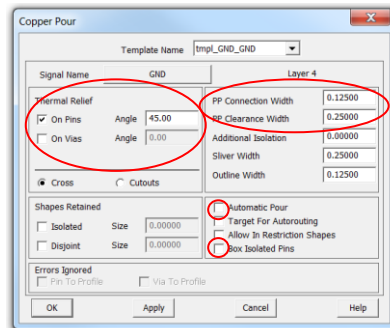 Copper Pour
Template Name tmpl_GND_GND
Signal Name GND Layer 4
Thermal Relief
On Pins Angle 45.00
On Vias Angle 0.00
Cross Cutouts
PP Connection Width 0.12500
PP Clearance Width 0.25000
Additional Isolation 0.00000
Sliver Width 0.25000
Outline Width 0.12500
Shapes Retained
Isolated Size 0.00000
Disjoint Size 0.00000
Automatic Pour
Target For Autorouting
Allow In Restriction Shapes
Box Isolated Pins
Errors Ignored
Pin To Profile Via To Profile
OK Apply Cancel Help